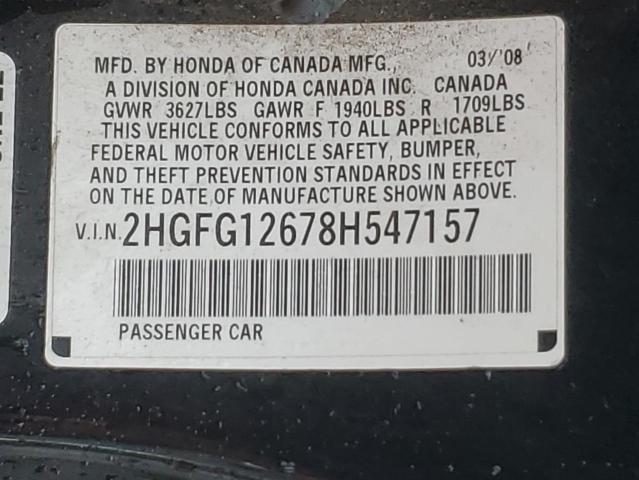 MFD. BY HONDA OF CANADA MFG., 03/'08
A DIVISION OF HONDA CANADA INC. CANADA
GVWR 3627LBS GAWR F 1940LBS R 1709LBS
THIS VEHICLE CONFORMS TO ALL APPLICABLE
FEDERAL MOTOR VEHICLE SAFETY, BUMPER,
AND THEFT PREVENTION STANDARDS IN EFFECT
ON THE DATE OF MANUFACTURE SHOWN ABOVE.
V.I.N. 2HGFG12678H547157
PASSENGER CAR